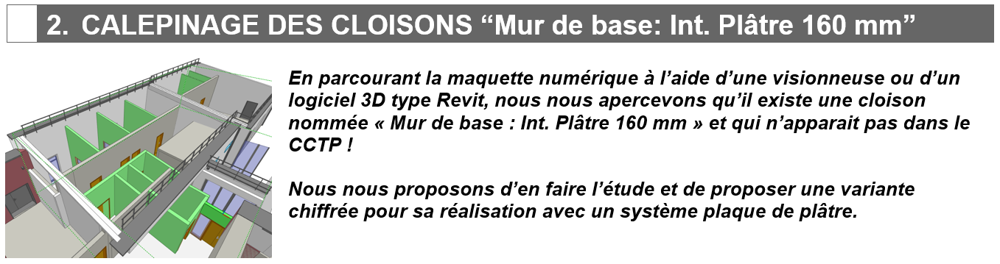 2. CALEPINAGE DES CLOISONS “Mur de base: Int. Plâtre 160 mm”
En parcourant la maquette numérique à l’aide d’une visionneuse ou d’un
logiciel 3D type Revit, nous nous apercevons qu’il existe une cloison
nommée « Mur de base : Int. Plâtre 160 mm » et qui n’apparait pas dans le
CCTP !
Nous nous proposons d’en faire l’étude et de proposer une variante
chiffrée pour sa réalisation avec un système plaque de plâtre.